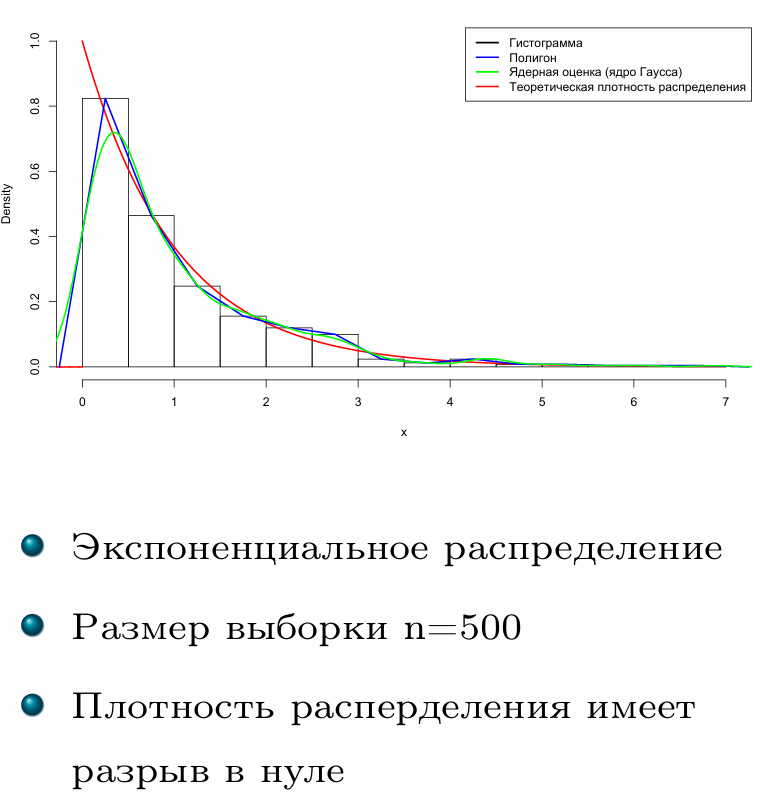 Гистограмма
Полигон
Ядерная оценка (ядро Гаусса)
Теоретическая плотность распределения
1.0
0.8
0.6
0.4
0.2
0.0
Density
0 1 2 3 4 5 6 7
x
Экспоненциальное распределение
Размер выборки n=500
Плотность расперделения имеет
разрыв в нуле